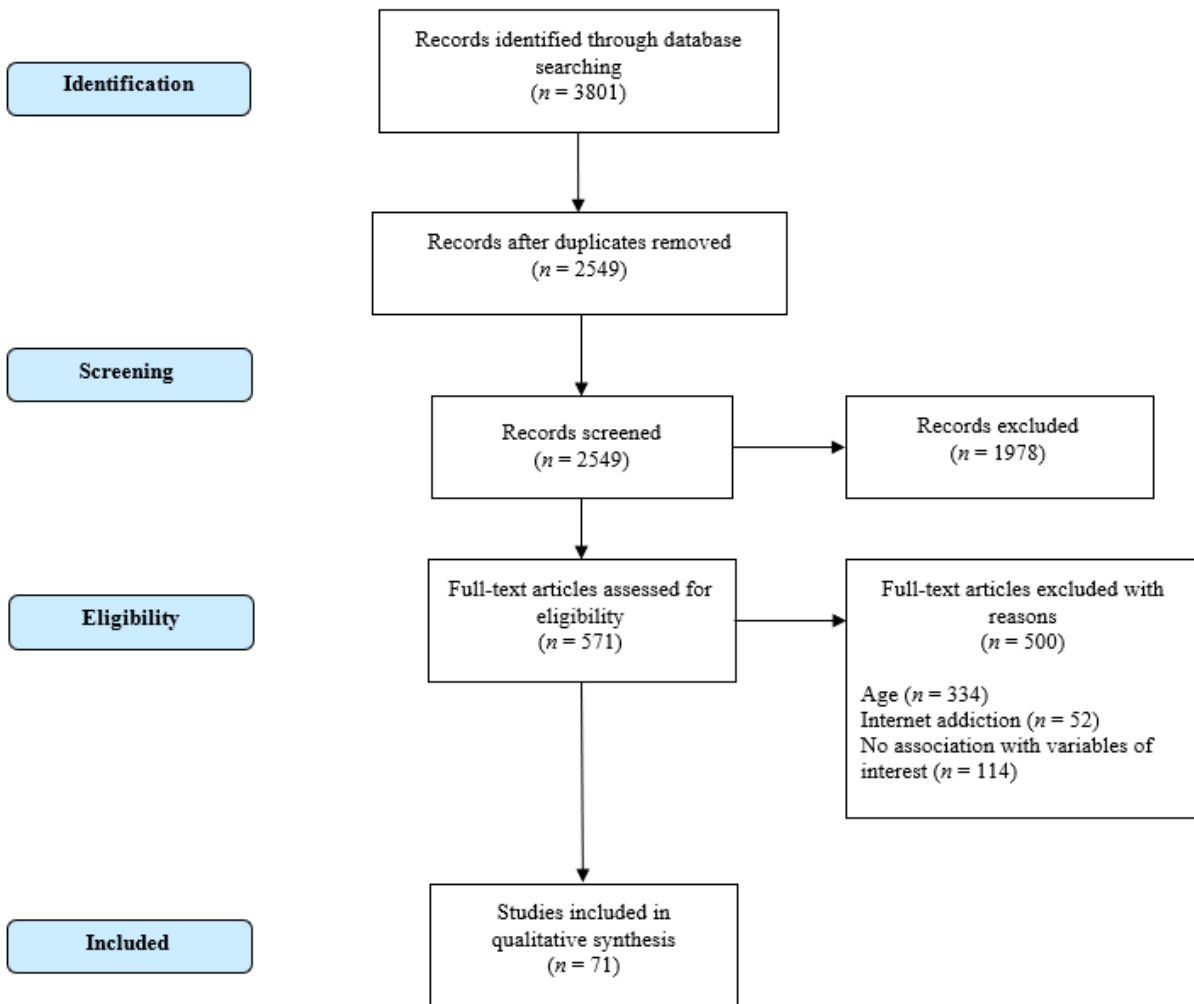 Identification
Records identified through database
searching
(n = 3801)
Records after duplicates removed
(n = 2549)
Screening
Records screened
(n = 2549)
Records excluded
(n = 1978)
Eligibility
Full-text articles assessed for
eligibility
(n = 571)
Full-text articles excluded with
reasons
(n = 500)
Age (n = 334)
Internet addiction (n = 52)
No association with variables of
interest (n = 114)
Included
Studies included in
qualitative synthesis
(n = 71)